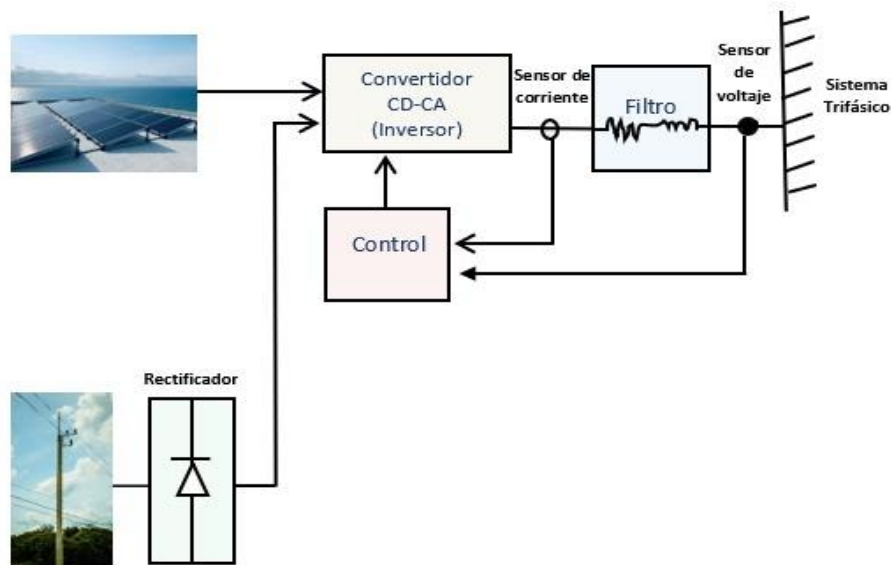 Convertidor
CD-CA
(Inversor)
Sensor de
corriente
Filtro
Sensor
de
voltaje
Sistema
Trifásico
Control
Rectificador